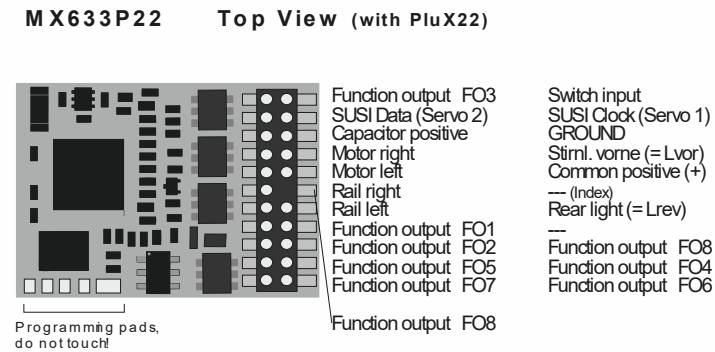 MX633P22 Top View (with PluX22)
Function output FO3 Switch input
SUSI Data (Servo 2) SUSI Clock (Servo 1)
Capacitor positive GROUND
Motor right Stirnl. vorne (= Lvor)
Motor left Common positive (+)
Rail right --- (Index)
Rail left Rear light (= Lrev)
Function output FO1 ---
Function output FO2 Function output FO8
Function output FO5 Function output FO4
Function output FO7 Function output FO6
Function output FO8
Programming pads,
do not touch!